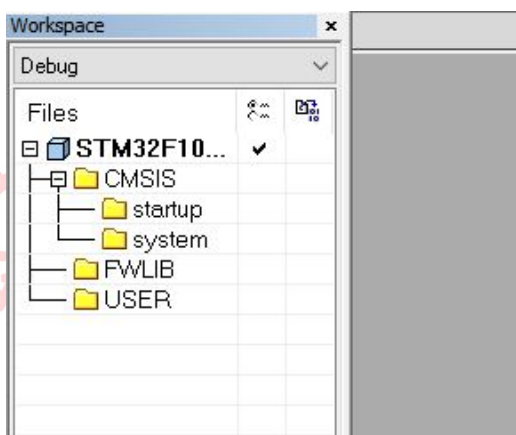 Workspace
Debug
Files
STM32F10...
CMSIS
startup
system
FWLIB
USER